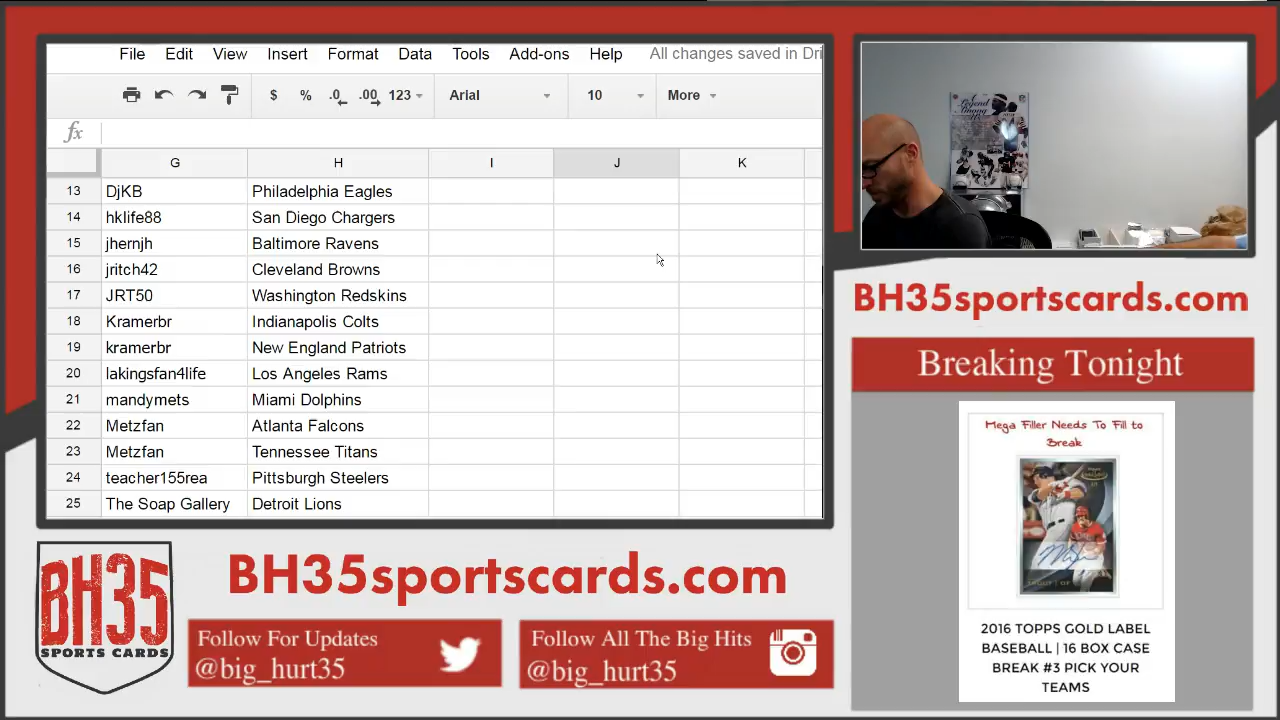 File Edit View Insert Format Data Tools Add-ons Help All changes saved in Dri
$ % .0 .00 123 Arial 10 More
fx
G H I J K
13 DjKB Philadelphia Eagles
14 hklife88 San Diego Chargers
15 jhernjh Baltimore Ravens
16 jritch42 Cleveland Browns
17 JRT50 Washington Redskins
18 Kramerbr Indianapolis Colts
19 kramerbr New England Patriots
20 lakingsfan4life Los Angeles Rams
21 mandymets Miami Dolphins
22 Metzfan Atlanta Falcons
23 Metzfan Tennessee Titans
24 teacher155rea Pittsburgh Steelers
25 The Soap Gallery Detroit Lions
BH35sportscards.com
Breaking Tonight
Mega Filler Needs To Fill to
Break
2016 TOPPS GOLD LABEL
BASEBALL | 16 BOX CASE
BREAK #3 PICK YOUR
TEAMS
BH35
SPORTS CARDS
BH35sportscards.com
Follow For Updates
@big_hurt35
Follow All The Big Hits
@big_hurt35